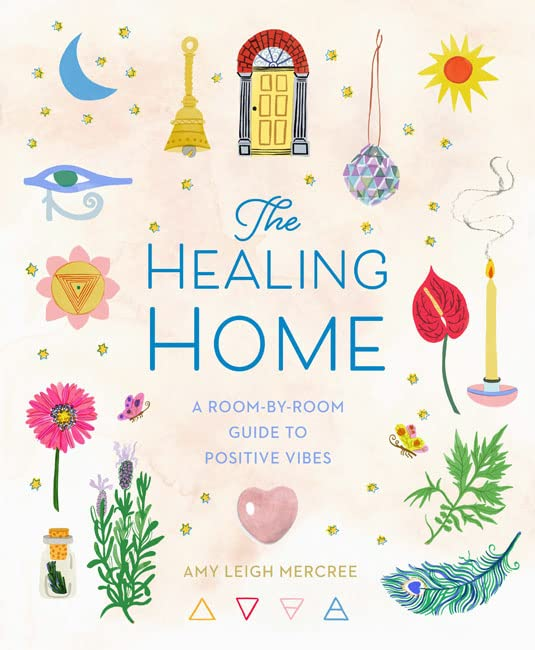 The
HEALING
HOME
A ROOM-BY-ROOM
GUIDE TO
POSITIVE VIBES
AMY LEIGH MERCREE